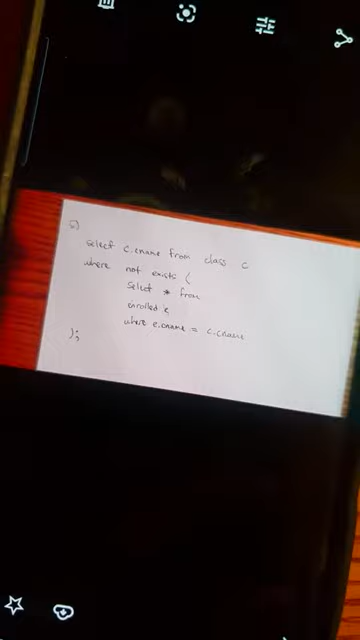 5)
select c.cname from class c
where not exists (
select * from
enrolled e
where e.cname = c.cname
);